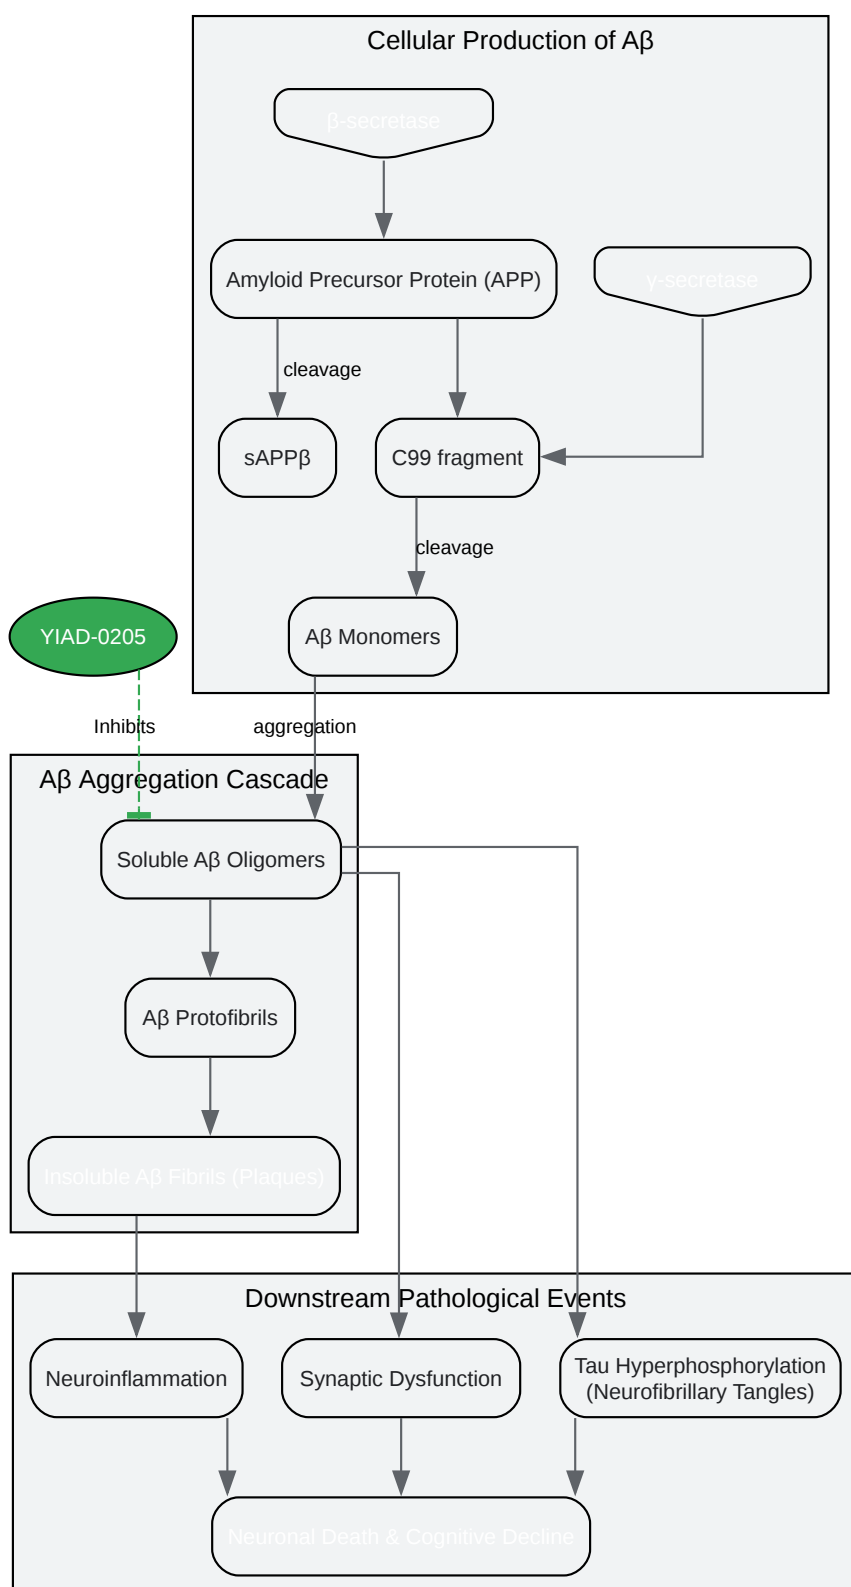 Cellular Production of Aβ
β-secretase
Amyloid Precursor Protein (APP)
γ-secretase
cleavage
sAPPβ
C99 fragment
cleavage
YIAD-0205
Aβ Monomers
Inhibits
aggregation
Aβ Aggregation Cascade
Soluble Aβ Oligomers
Aβ Protofibrils
Insoluble Aβ Fibrils (Plaques)
Downstream Pathological Events
Neuroinflammation
Synaptic Dysfunction
Tau Hyperphosphorylation
(Neurofibrillary Tangles)
Neuronal Death & Cognitive Decline